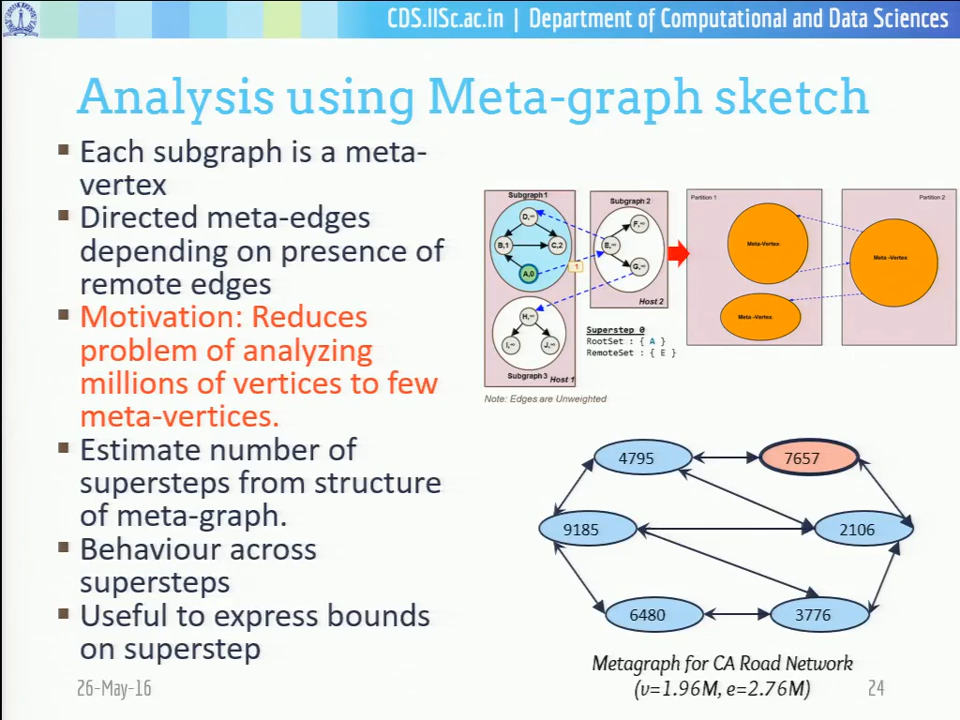 CDS.IISc.ac.in | Department of Computational and Data Sciences
Analysis using Meta-graph sketch
▪ Each subgraph is a meta-
vertex
▪ Directed meta-edges
depending on presence of
remote edges
▪ Motivation: Reduces
problem of analyzing
millions of vertices to few
meta-vertices.
▪ Estimate number of
supersteps from structure
of meta-graph.
▪ Behaviour across
supersteps
▪ Useful to express bounds
on superstep
Subgraph 1
D,∞
B,1
C,2
A,0
1
H,∞
I,∞
J,∞
Subgraph 3
Host 1
Subgraph 2
F,∞
E,∞
G,∞
Host 2
Superstep 0
RootSet : { A }
RemoteSet : { E }
Note: Edges are Unweighted
Partition 1
Meta-Vertex
Meta -Vertex
Partition 2
Meta -Vertex
4795
7657
9185
2106
6480
3776
Metagraph for CA Road Network
(v=1.96M, e=2.76M)
26-May-16
24